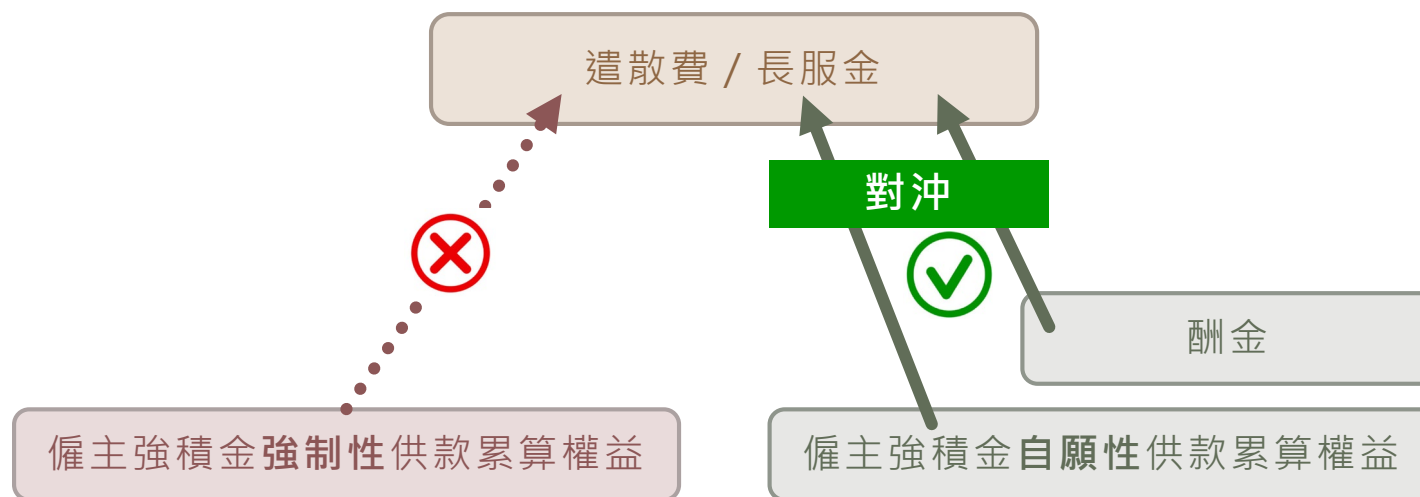 遣散費 / 長服金
對沖
酬金
僱主強積金強制性供款累算權益
僱主強積金自願性供款累算權益